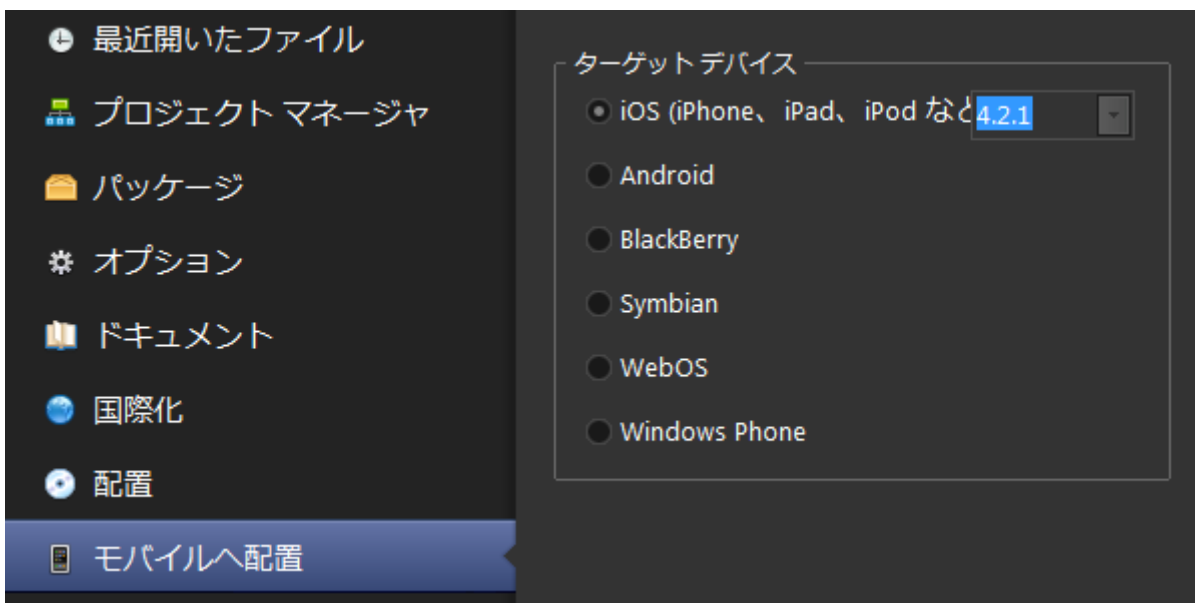 最近開いたファイル
プロジェクト マネージャ
パッケージ
オプション
ドキュメント
国際化
配置
モバイルへ配置
ターゲット デバイス
iOS (iPhone、iPad、iPod など 4.2.1
Android
BlackBerry
Symbian
WebOS
Windows Phone